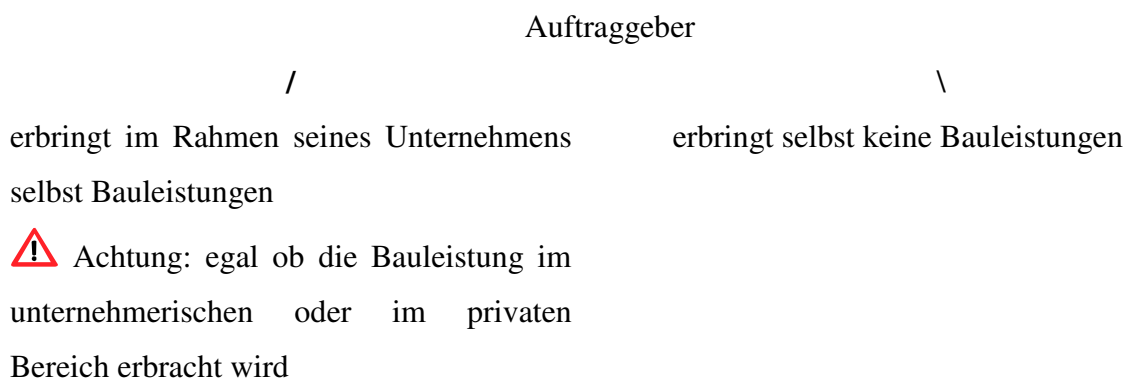 Auftraggeber
/ \
erbringt im Rahmen seines Unternehmens erbringt selbst keine Bauleistungen
selbst Bauleistungen
! Achtung: egal ob die Bauleistung im
unternehmerischen oder im privaten
Bereich erbracht wird